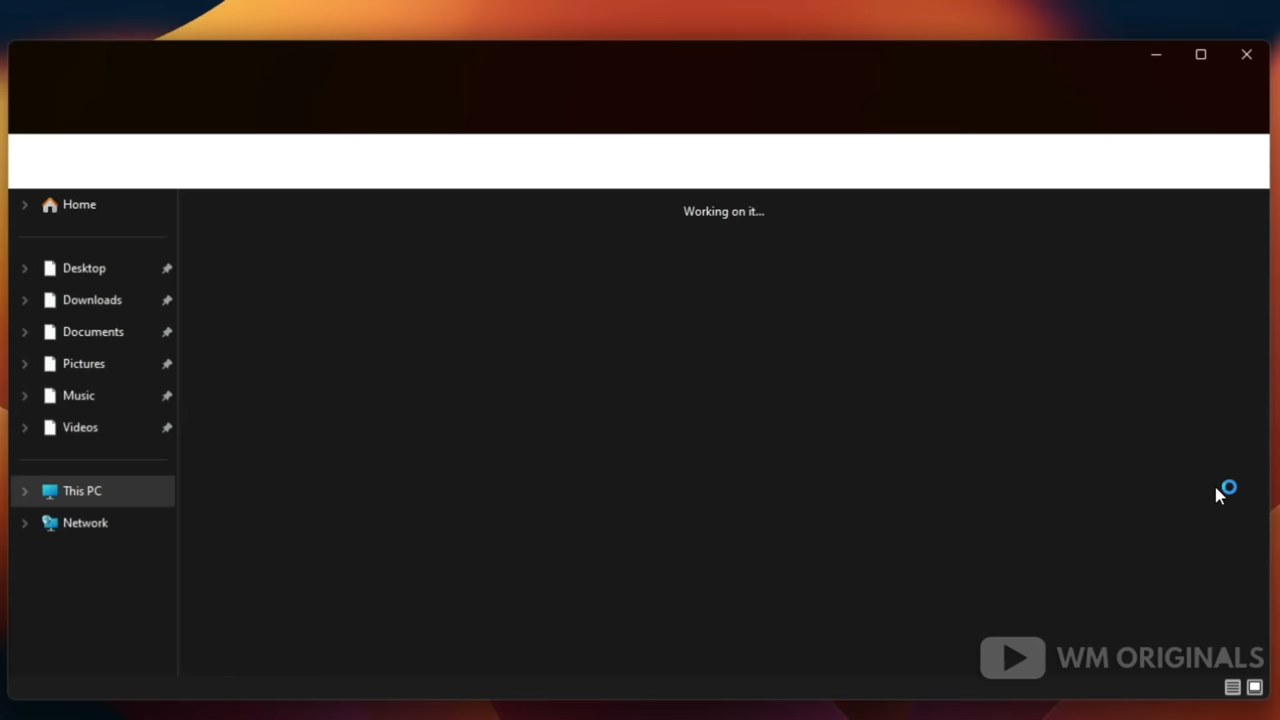 Home
Working on it...
Desktop
Downloads
Documents
Pictures
Music
Videos
This PC
Network
WM ORIGINALS